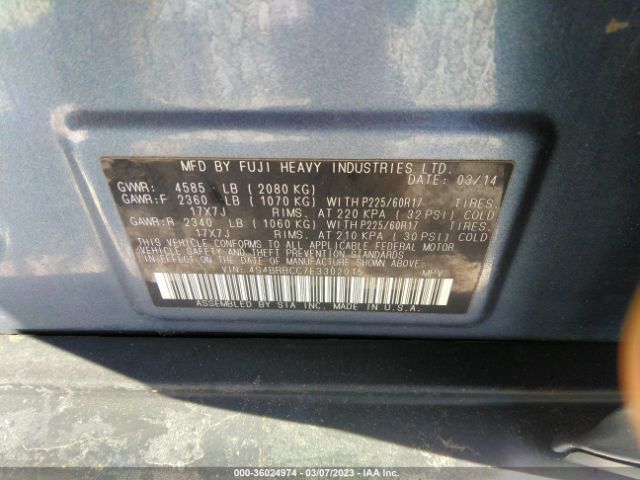 MFD BY FUJI HEAVY INDUSTRIES LTD.
DATE: 03/14
GVWR: 4585 LB (2080 KG)
GAWR:F 2360 LB (1070 KG) WITH P225/60R17 TIRES
17X7J RIMS. AT 220 KPA (32 PSI) COLD
GAWR:R 2340 LB (1060 KG) WITH P225/60R17 TIRES.
17X7J RIMS. AT 210 KPA (30 PSI) COLD
THIS VEHICLE CONFORMS TO ALL APPLICABLE FEDERAL MOTOR
VEHICLE SAFETY AND THEFT PREVENTION STANDARDS
IN EFFECT ON THE DATE OF MANUFACTURE SHOWN ABOVE.
VIN: 4S4BRBCC7E3302015 MPV
ASSEMBLED BY SIA INC. MADE IN U.S.A.
000-36024974 — 03/07/2023 — IAA Inc.